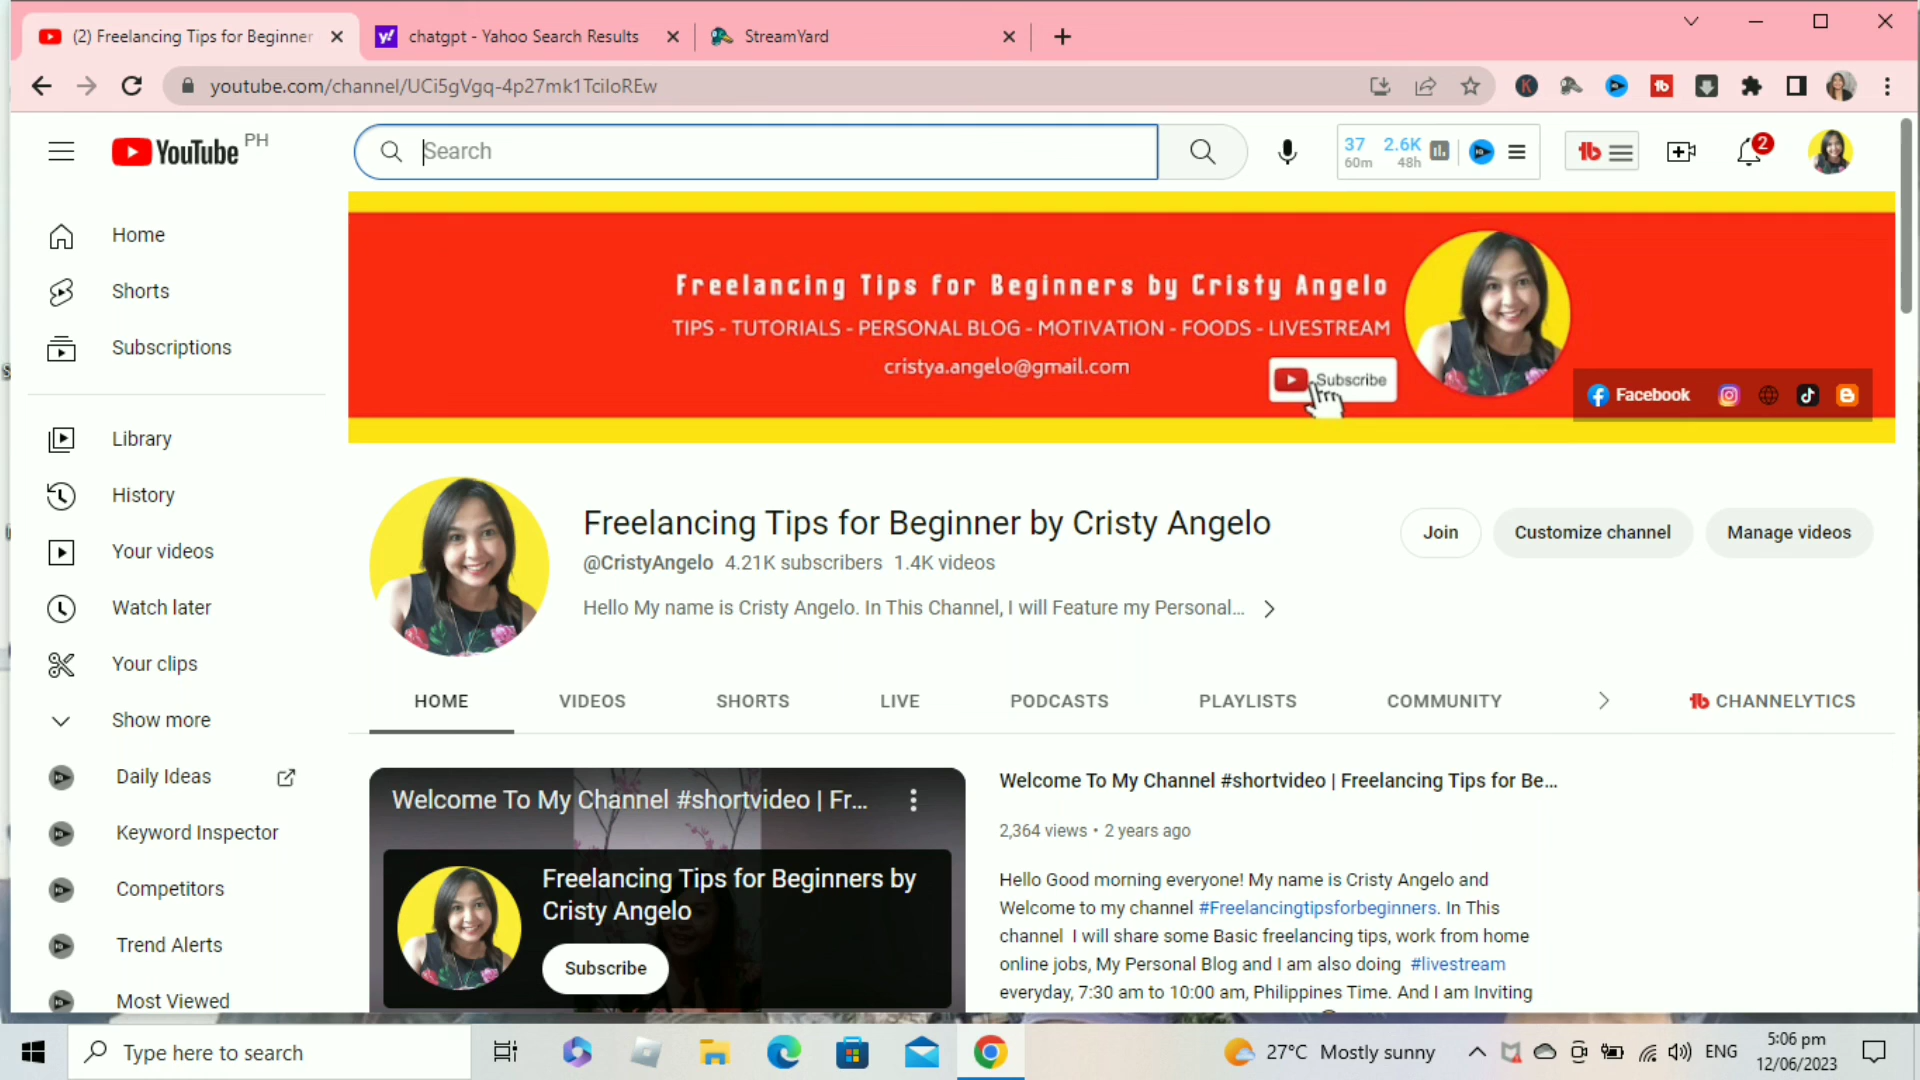 (2) Freelancing Tips for Beginner
chatgpt - Yahoo Search Results
StreamYard
youtube.com/channel/UCi5gVgq-4p27mk1TciloREw
YouTube PH
Search
37 60m
2.6K 48h
2
Home
Shorts
Subscriptions
Library
History
Your videos
Watch later
Your clips
Show more
Daily Ideas
Keyword Inspector
Competitors
Trend Alerts
Most Viewed
Freelancing Tips for Beginners by Cristy Angelo
TIPS - TUTORIALS - PERSONAL BLOG - MOTIVATION - FOODS - LIVESTREAM
cristya.angelo@gmail.com
Subscribe
Facebook
Freelancing Tips for Beginner by Cristy Angelo
@CristyAngelo 4.21K subscribers 1.4K videos
Hello My name is Cristy Angelo. In This Channel, I will Feature my Personal...
Join
Customize channel
Manage videos
HOME
VIDEOS
SHORTS
LIVE
PODCASTS
PLAYLISTS
COMMUNITY
CHANNELYTICS
Welcome To My Channel #shortvideo | Fr...
Freelancing Tips for Beginners by
Cristy Angelo
Subscribe
Welcome To My Channel #shortvideo | Freelancing Tips for Be...
2,364 views • 2 years ago
Hello Good morning everyone! My name is Cristy Angelo and
Welcome to my channel #Freelancingtipsforbeginners. In This
channel I will share some Basic freelancing tips, work from home
online jobs, My Personal Blog and I am also doing #livestream
everyday, 7:30 am to 10:00 am, Philippines Time. And I am Inviting
Type here to search
27°C Mostly sunny
ENG
5:06 pm
12/06/2023